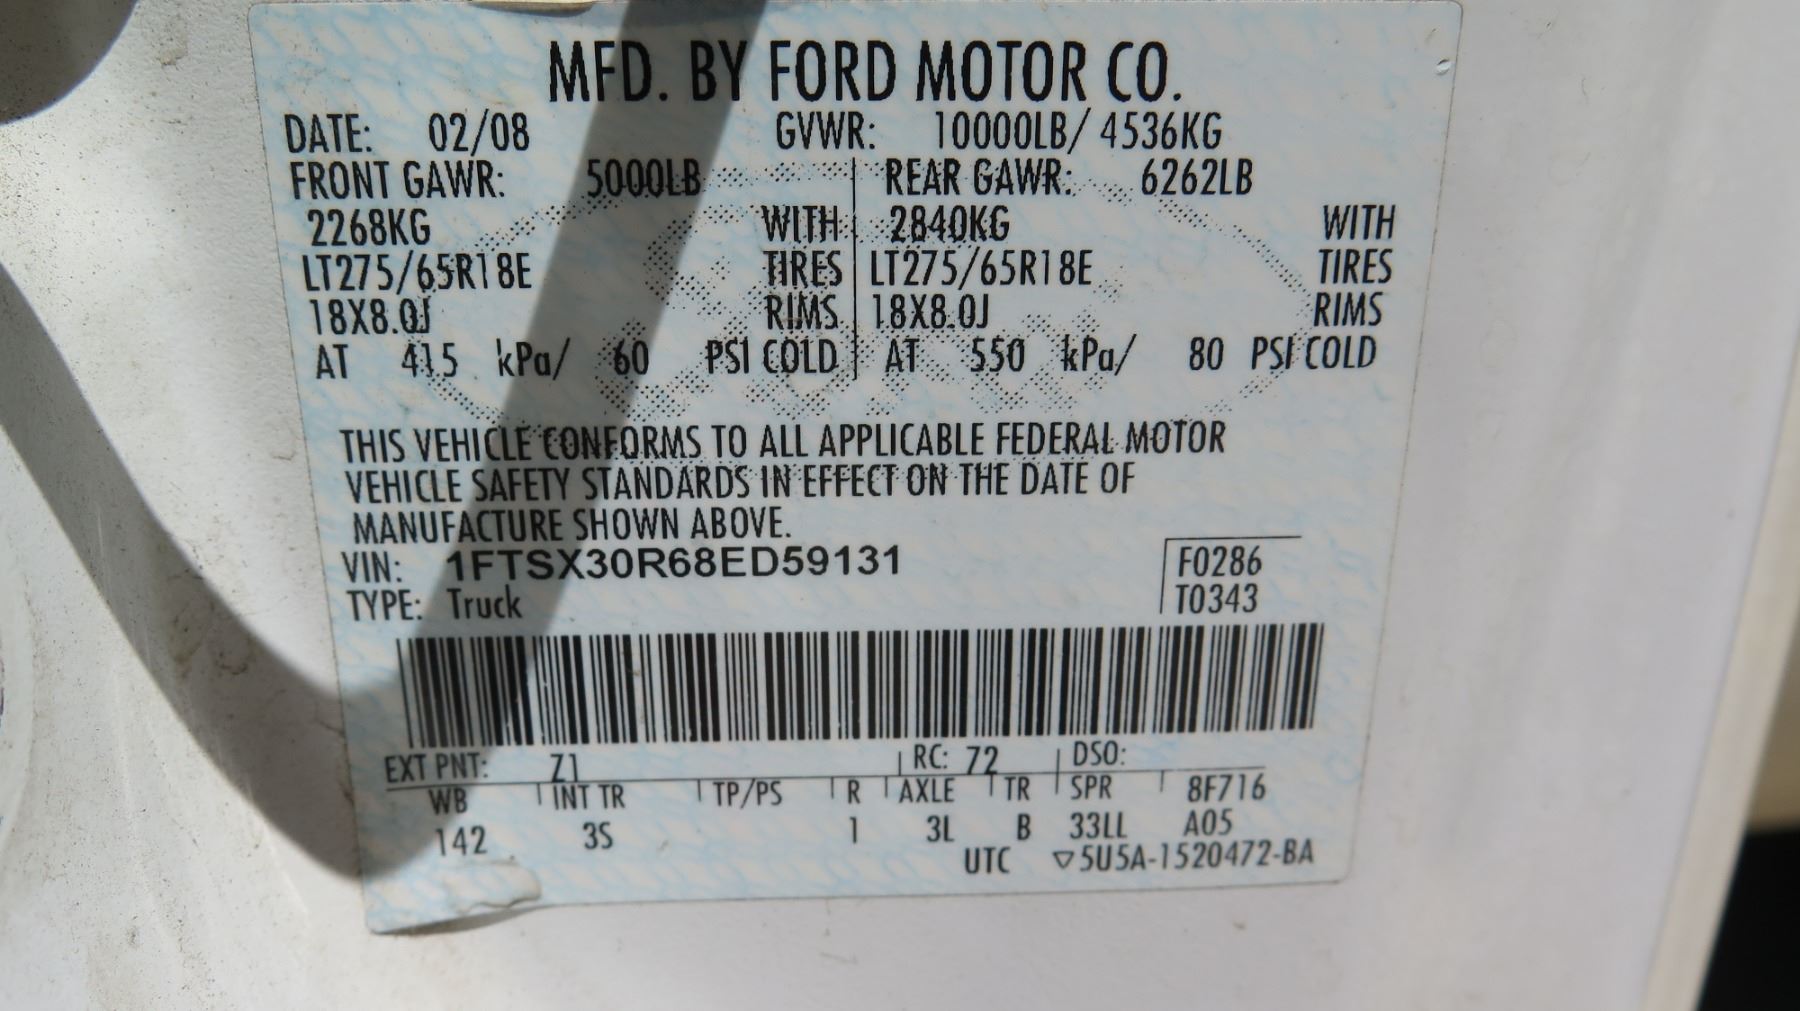 MFD. BY FORD MOTOR CO.
DATE: 02/08 GVWR: 10000LB/ 4536KG
FRONT GAWR: 5000LB REAR GAWR: 6262LB
2268KG WITH 2840KG WITH
LT275/65R18E TIRES LT275/65R18E TIRES
18X8.0J RIMS 18X8.0J RIMS
AT 415 kPa/ 60 PSI COLD AT 550 kPa/ 80 PSI COLD
THIS VEHICLE CONFORMS TO ALL APPLICABLE FEDERAL MOTOR
VEHICLE SAFETY STANDARDS IN EFFECT ON THE DATE OF
MANUFACTURE SHOWN ABOVE.
VIN: 1FTSX30R68ED59131 F0286
TYPE: Truck T0343
EXT PNT: Z1 RC: 72 DSO:
WB INT TR TP/PS R AXLE TR SPR 8F716
142 3S 1 3L B 33LL A05
UTC ▽5U5A-1520472-BA